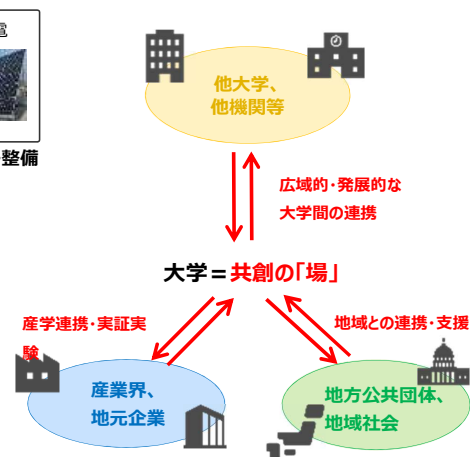 電
整備
他大学、
他機関等
広域的・発展的な
大学間の連携
大学=共創の「場」
産学連携・実証実
験
地域との連携・支援
産業界、
地元企業
地方公共団体、
地域社会